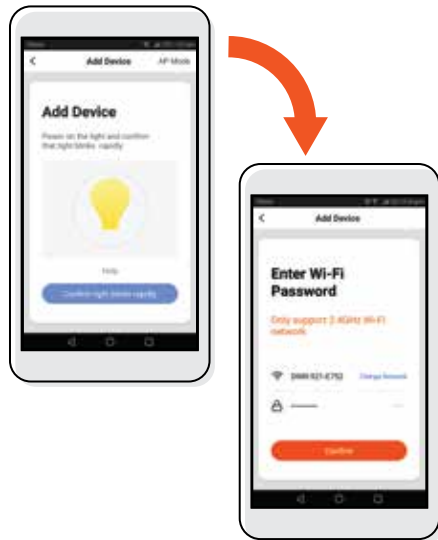 Add Device
AP Mode
Add Device
Power on the light and confirm
that light blinks rapidly
Help
Confirm light blinks rapidly
Add Device
Enter Wi-Fi
Password
Only support 2.4GHz Wi-Fi
network
Change Network
Confirm